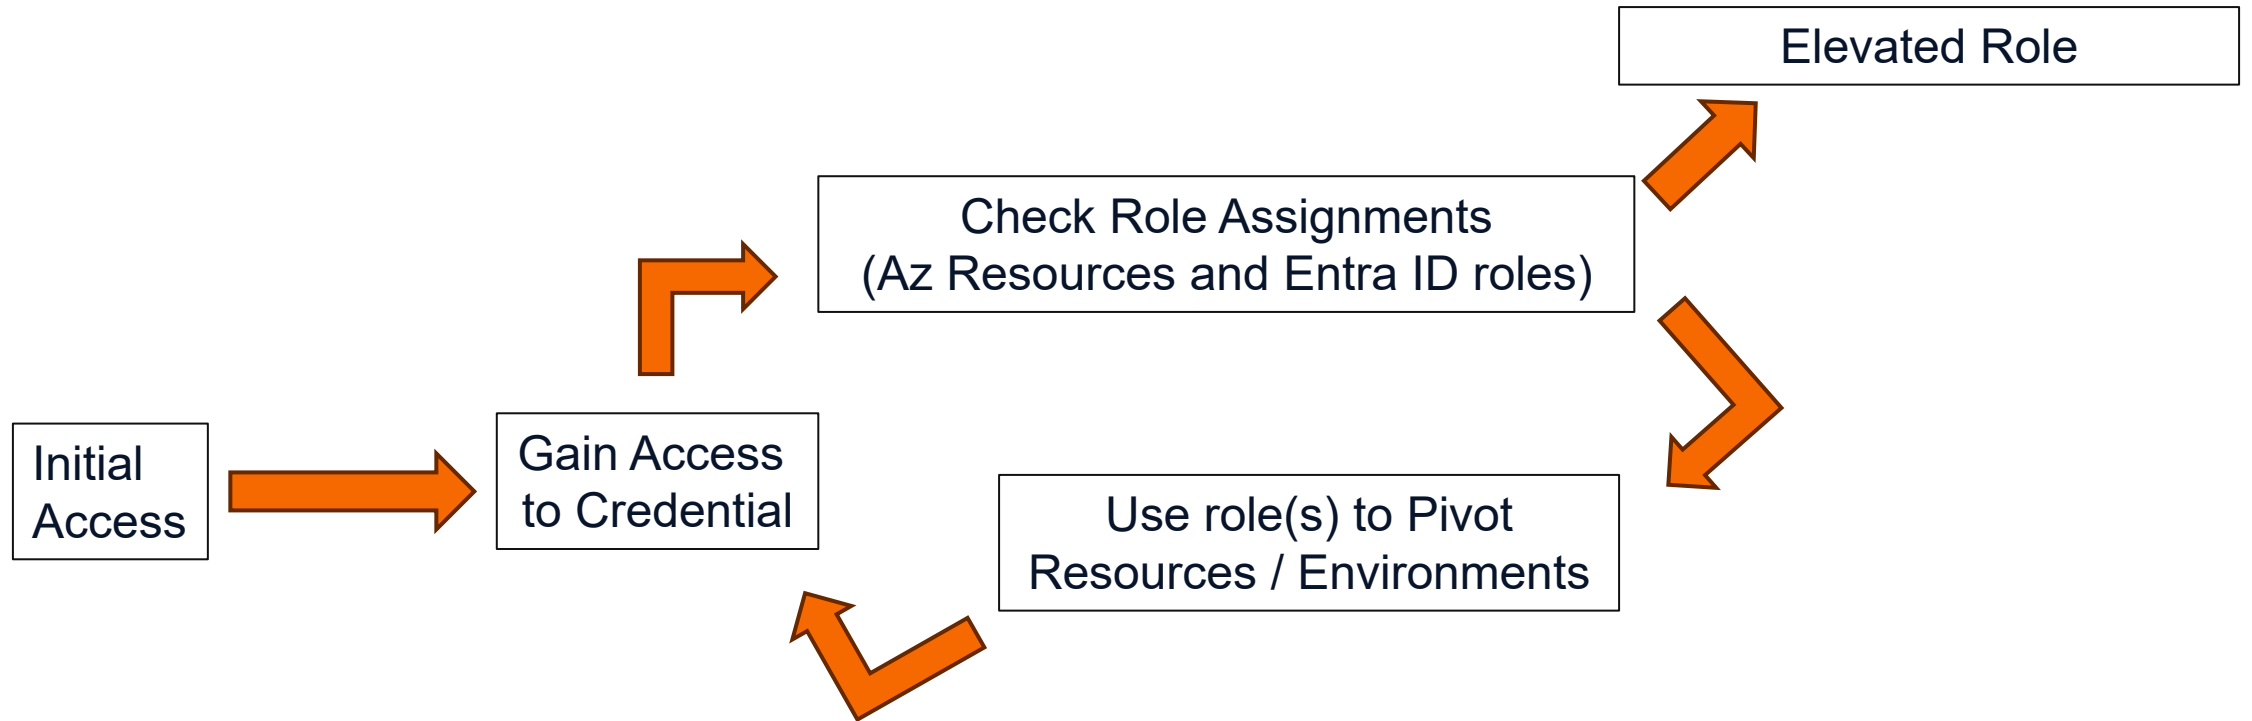 Elevated Role
Check Role Assignments
(Az Resources and Entra ID roles)
Initial
Access
Gain Access
to Credential
Use role(s) to Pivot
Resources / Environments